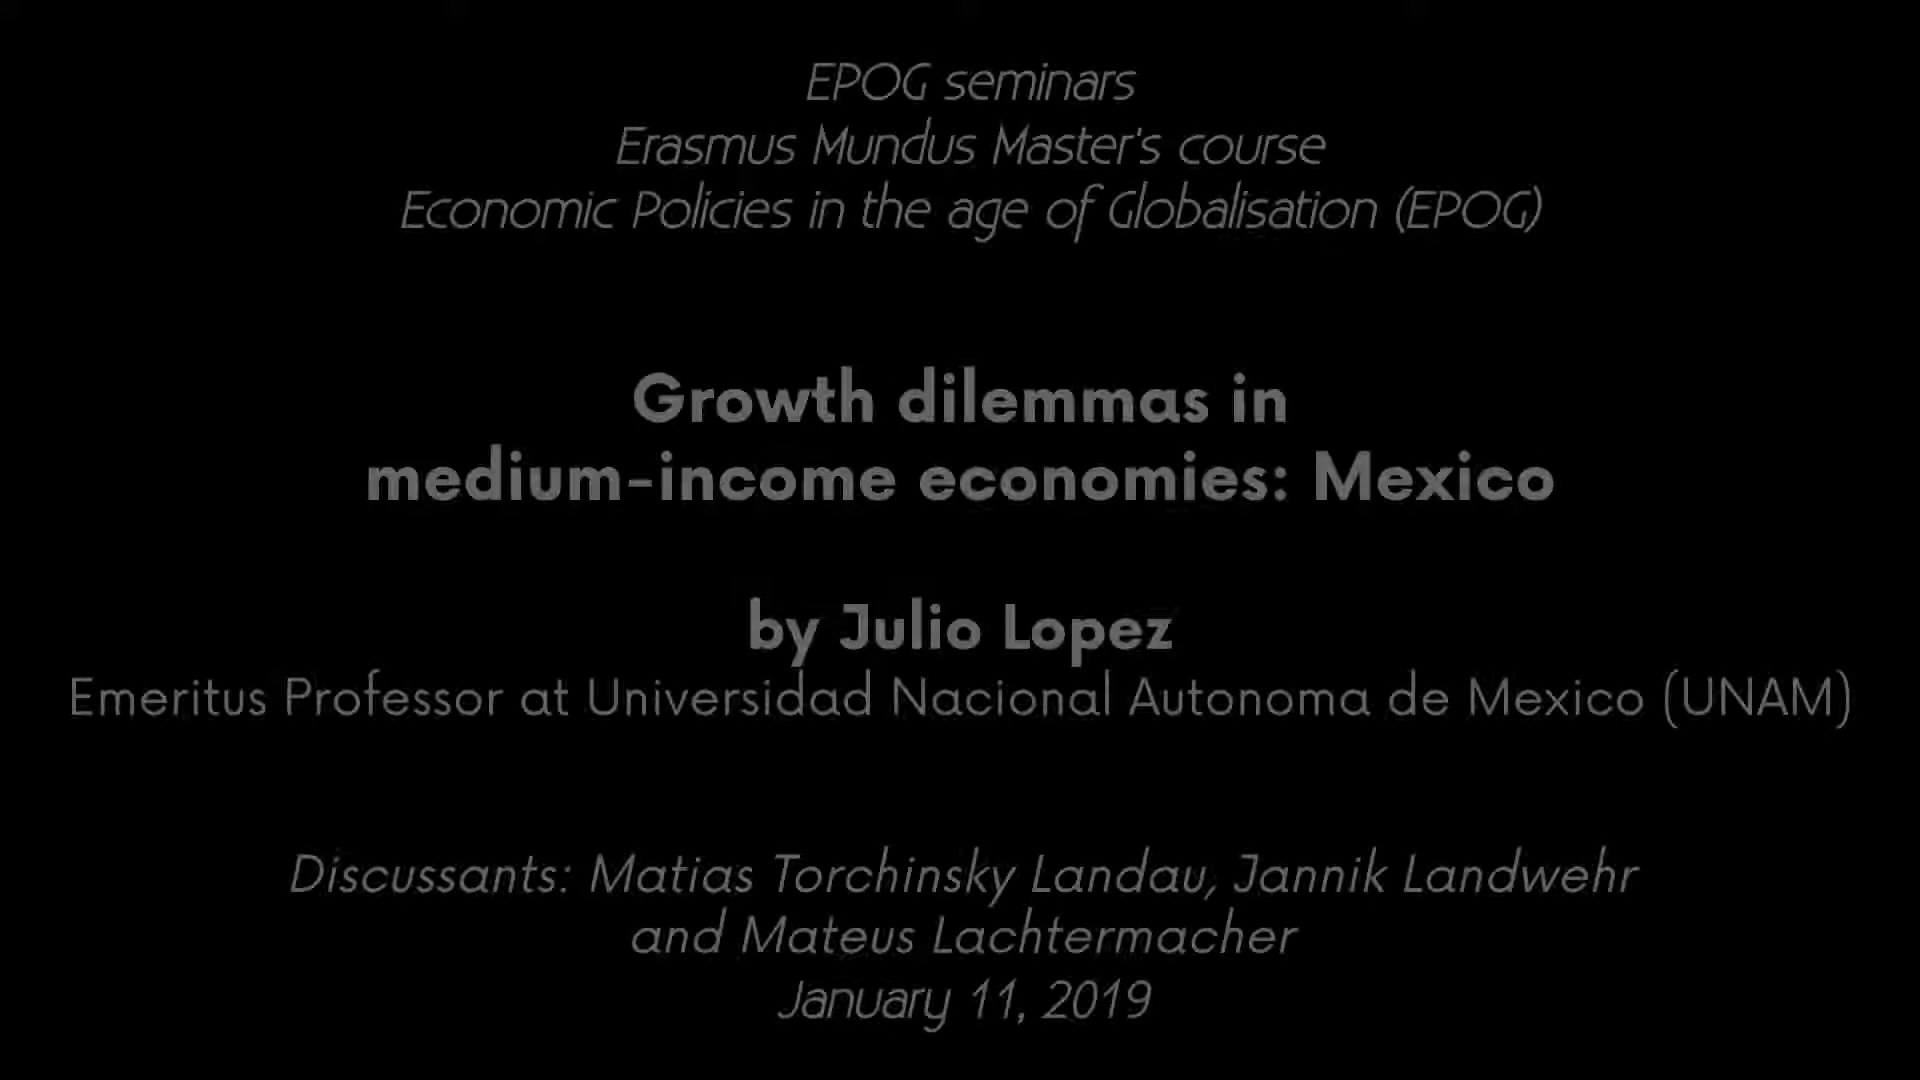 EPOG seminars
Erasmus Mundus Master's course
Economic Policies in the age of Globalisation (EPOG)
Growth dilemmas in
medium-income economies: Mexico
by Julio Lopez
Emeritus Professor at Universidad Nacional Autonoma de Mexico (UNAM)
Discussants: Matias Torchinsky Landau, Jannik Landwehr
and Mateus Lachtermacher
January 11, 2019